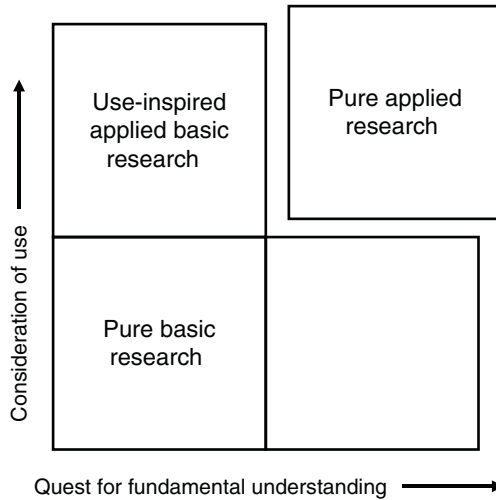 Use-inspired
applied basic
research
Pure applied
research
Consideration of use
Pure basic
research
Quest for fundamental understanding